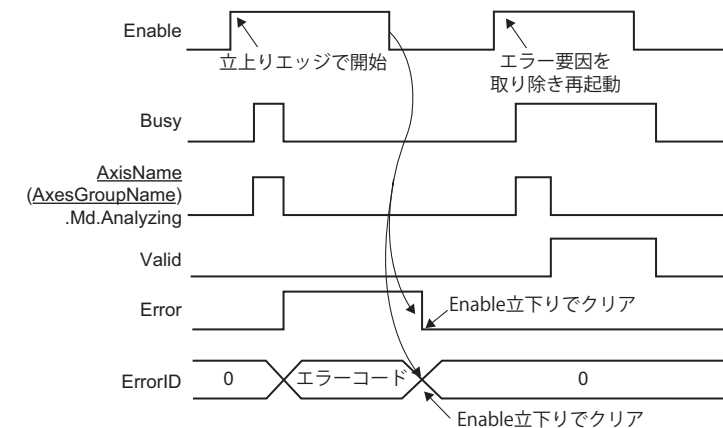 Enable
立上りエッジで開始
エラー要因を
取り除き再起動
Busy
AxisName
(AxesGroupName)
.Md.Analyzing
Valid
Error
Enable立下りでクリア
ErrorID
0
エラーコード
0
Enable立下りでクリア